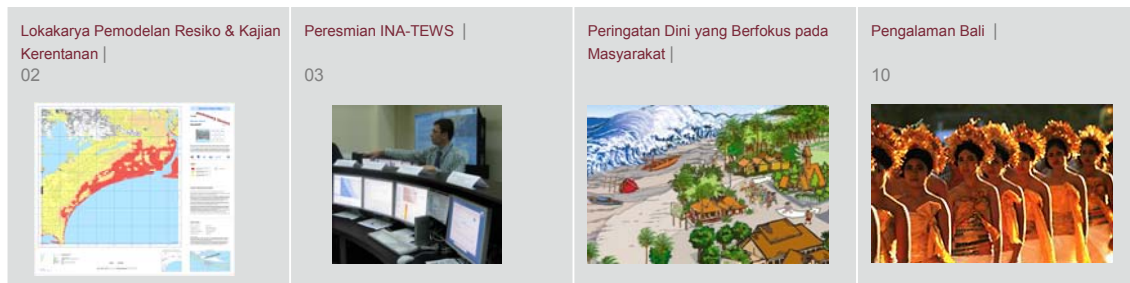 Lokakarya Pemodelan Resiko & Kajian
Kerentanan |
02
Peresmian INA-TEWS |
03
Peringatan Dini yang Berfokus pada
Masyarakat |
Pengalaman Bali |
10